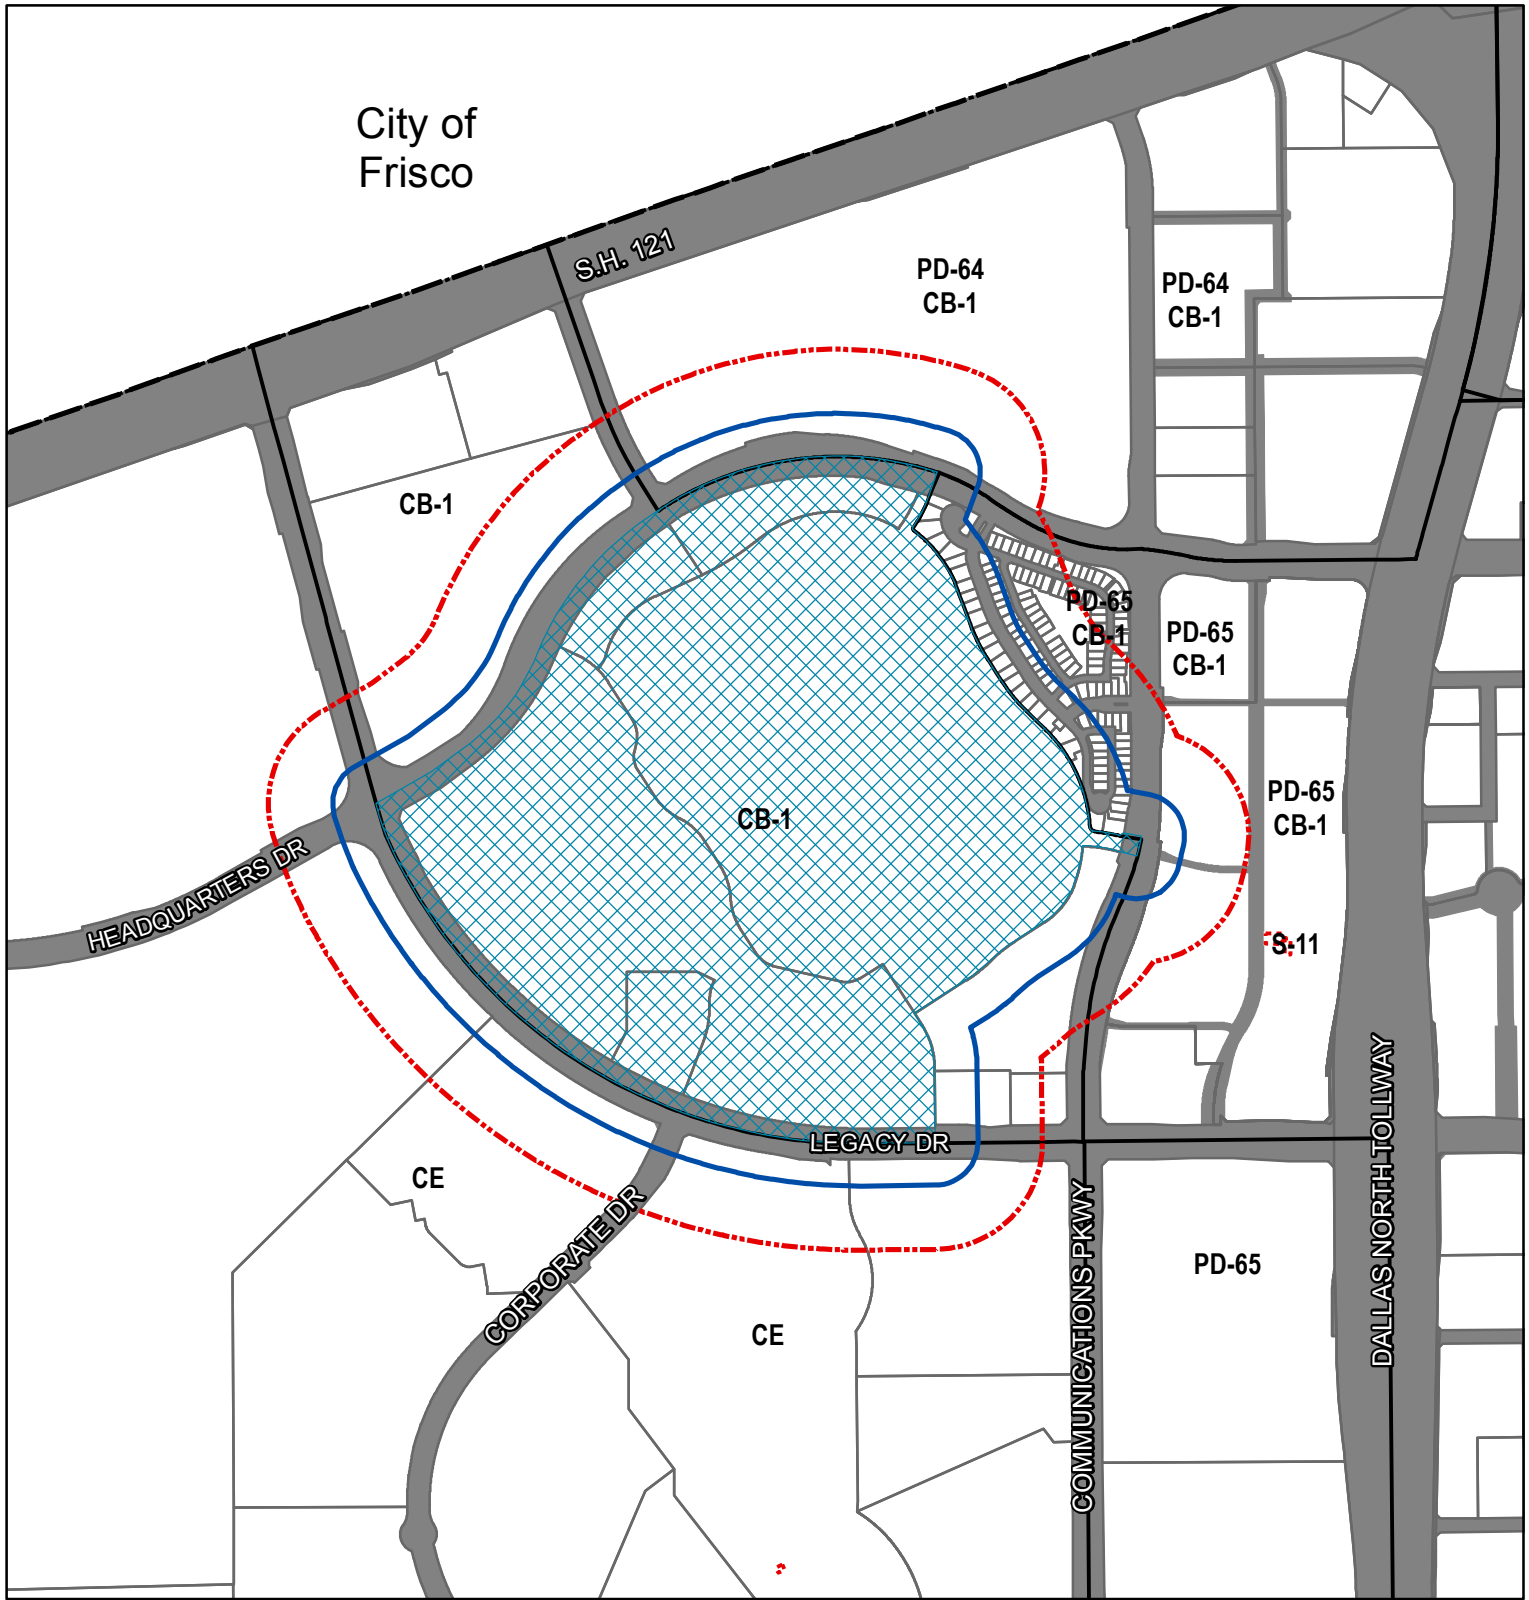 City of
Frisco
S.H. 121
PD-64
CB-1
PD-64
CB-1
CB-1
PD-65
CB-1
PD-65
CB-1
CB-1
PD-65
CB-1
HEADQUARTERS DR
S-11
LEGACY DR
CE
CORPORATE DR
COMMUNICATIONS PKWY
DALLAS NORTH TOLLWAY
PD-65
CE